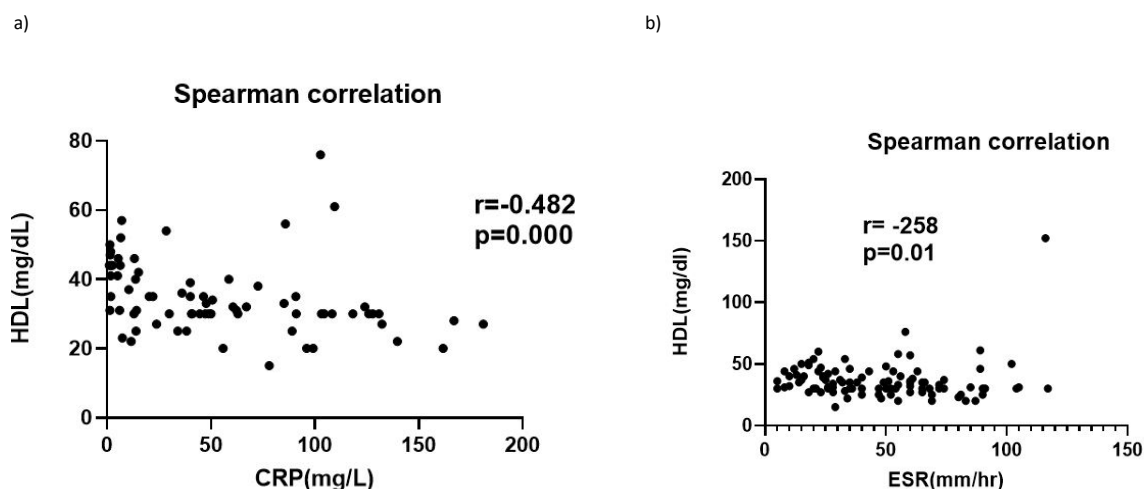 a)
Spearman correlation
80
60
40
20
0
HDL(mg/dL)
r=-0.482
p=0.000
0 50 100 150 200
CRP(mg/L)
b)
Spearman correlation
200
150
100
50
0
HDL(mg/dl)
r= -258
p=0.01
0 50 100 150
ESR(mm/hr)